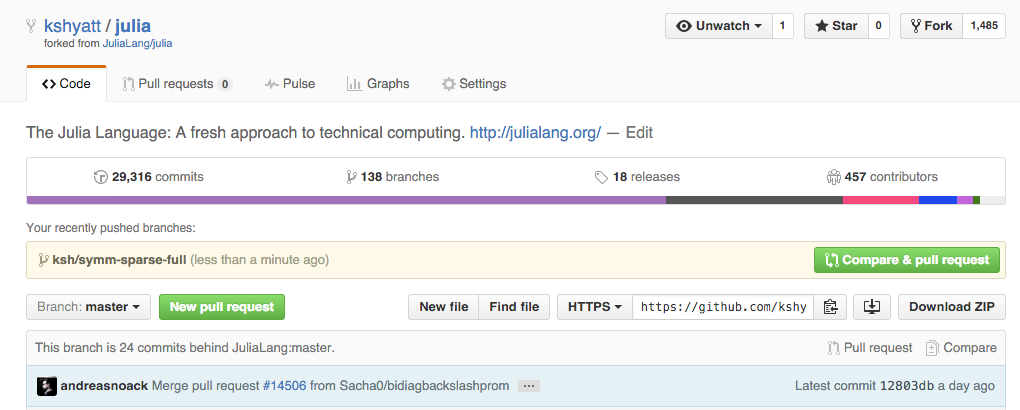 kshyatt / julia Unwatch 1 Star 0 Fork 1,485
forked from JuliaLang/julia
Code Pull requests 0 Pulse Graphs Settings
The Julia Language: A fresh approach to technical computing. http://julialang.org/ — Edit
29,316 commits 138 branches 18 releases 457 contributors
Your recently pushed branches:
ksh/symm-sparse-full (less than a minute ago) Compare & pull request
Branch: master New pull request New file Find file HTTPS https://github.com/kshy Download ZIP
This branch is 24 commits behind JuliaLang:master. Pull request Compare
andreasnoack Merge pull request #14506 from Sacha0/bidiagbackslashprom ... Latest commit 12803db a day ago